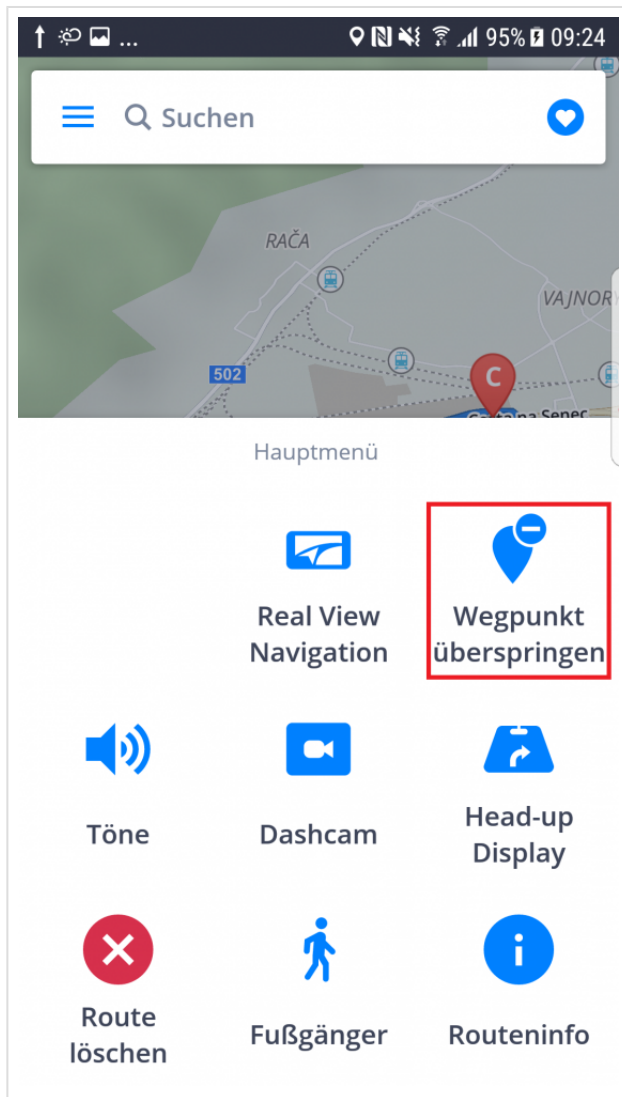 ... 95% 09:24
Suchen
RAČA
VAJNOR
502
C
Hauptmenü
Real View
Navigation
Wegpunkt
überspringen
Töne
Dashcam
Head-up
Display
Route
löschen
Fußgänger
Routeninfo